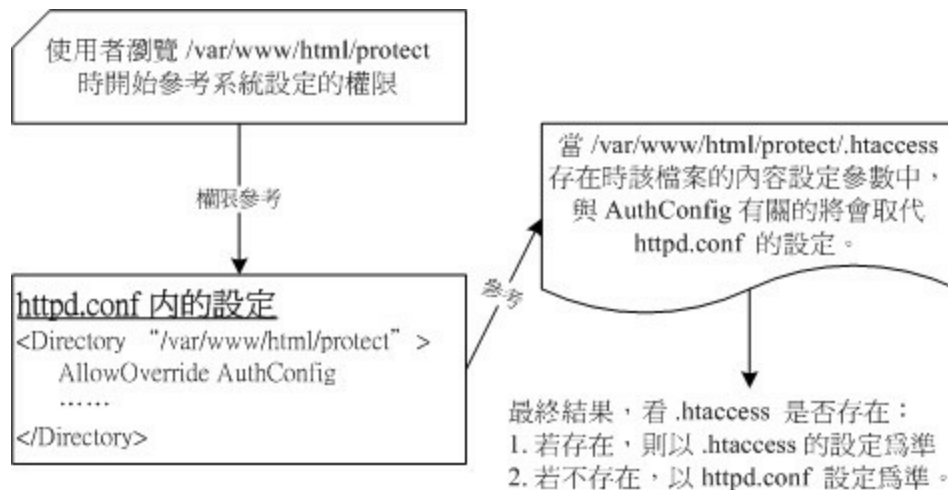 使用者瀏覽 /var/www/html/protect
時開始參考系統設定的權限
權限參考
httpd.conf 內的設定
<Directory “/var/www/html/protect” >
AllowOverride AuthConfig
……
</Directory>
參考
當 /var/www/html/protect/.htaccess
存在時該檔案的內容設定參數中，
與 AuthConfig 有關的將會取代
httpd.conf 的設定。
最終結果，看 .htaccess 是否存在：
1. 若存在，則以 .htaccess 的設定為準
2. 若不存在，以 httpd.conf 設定為準。